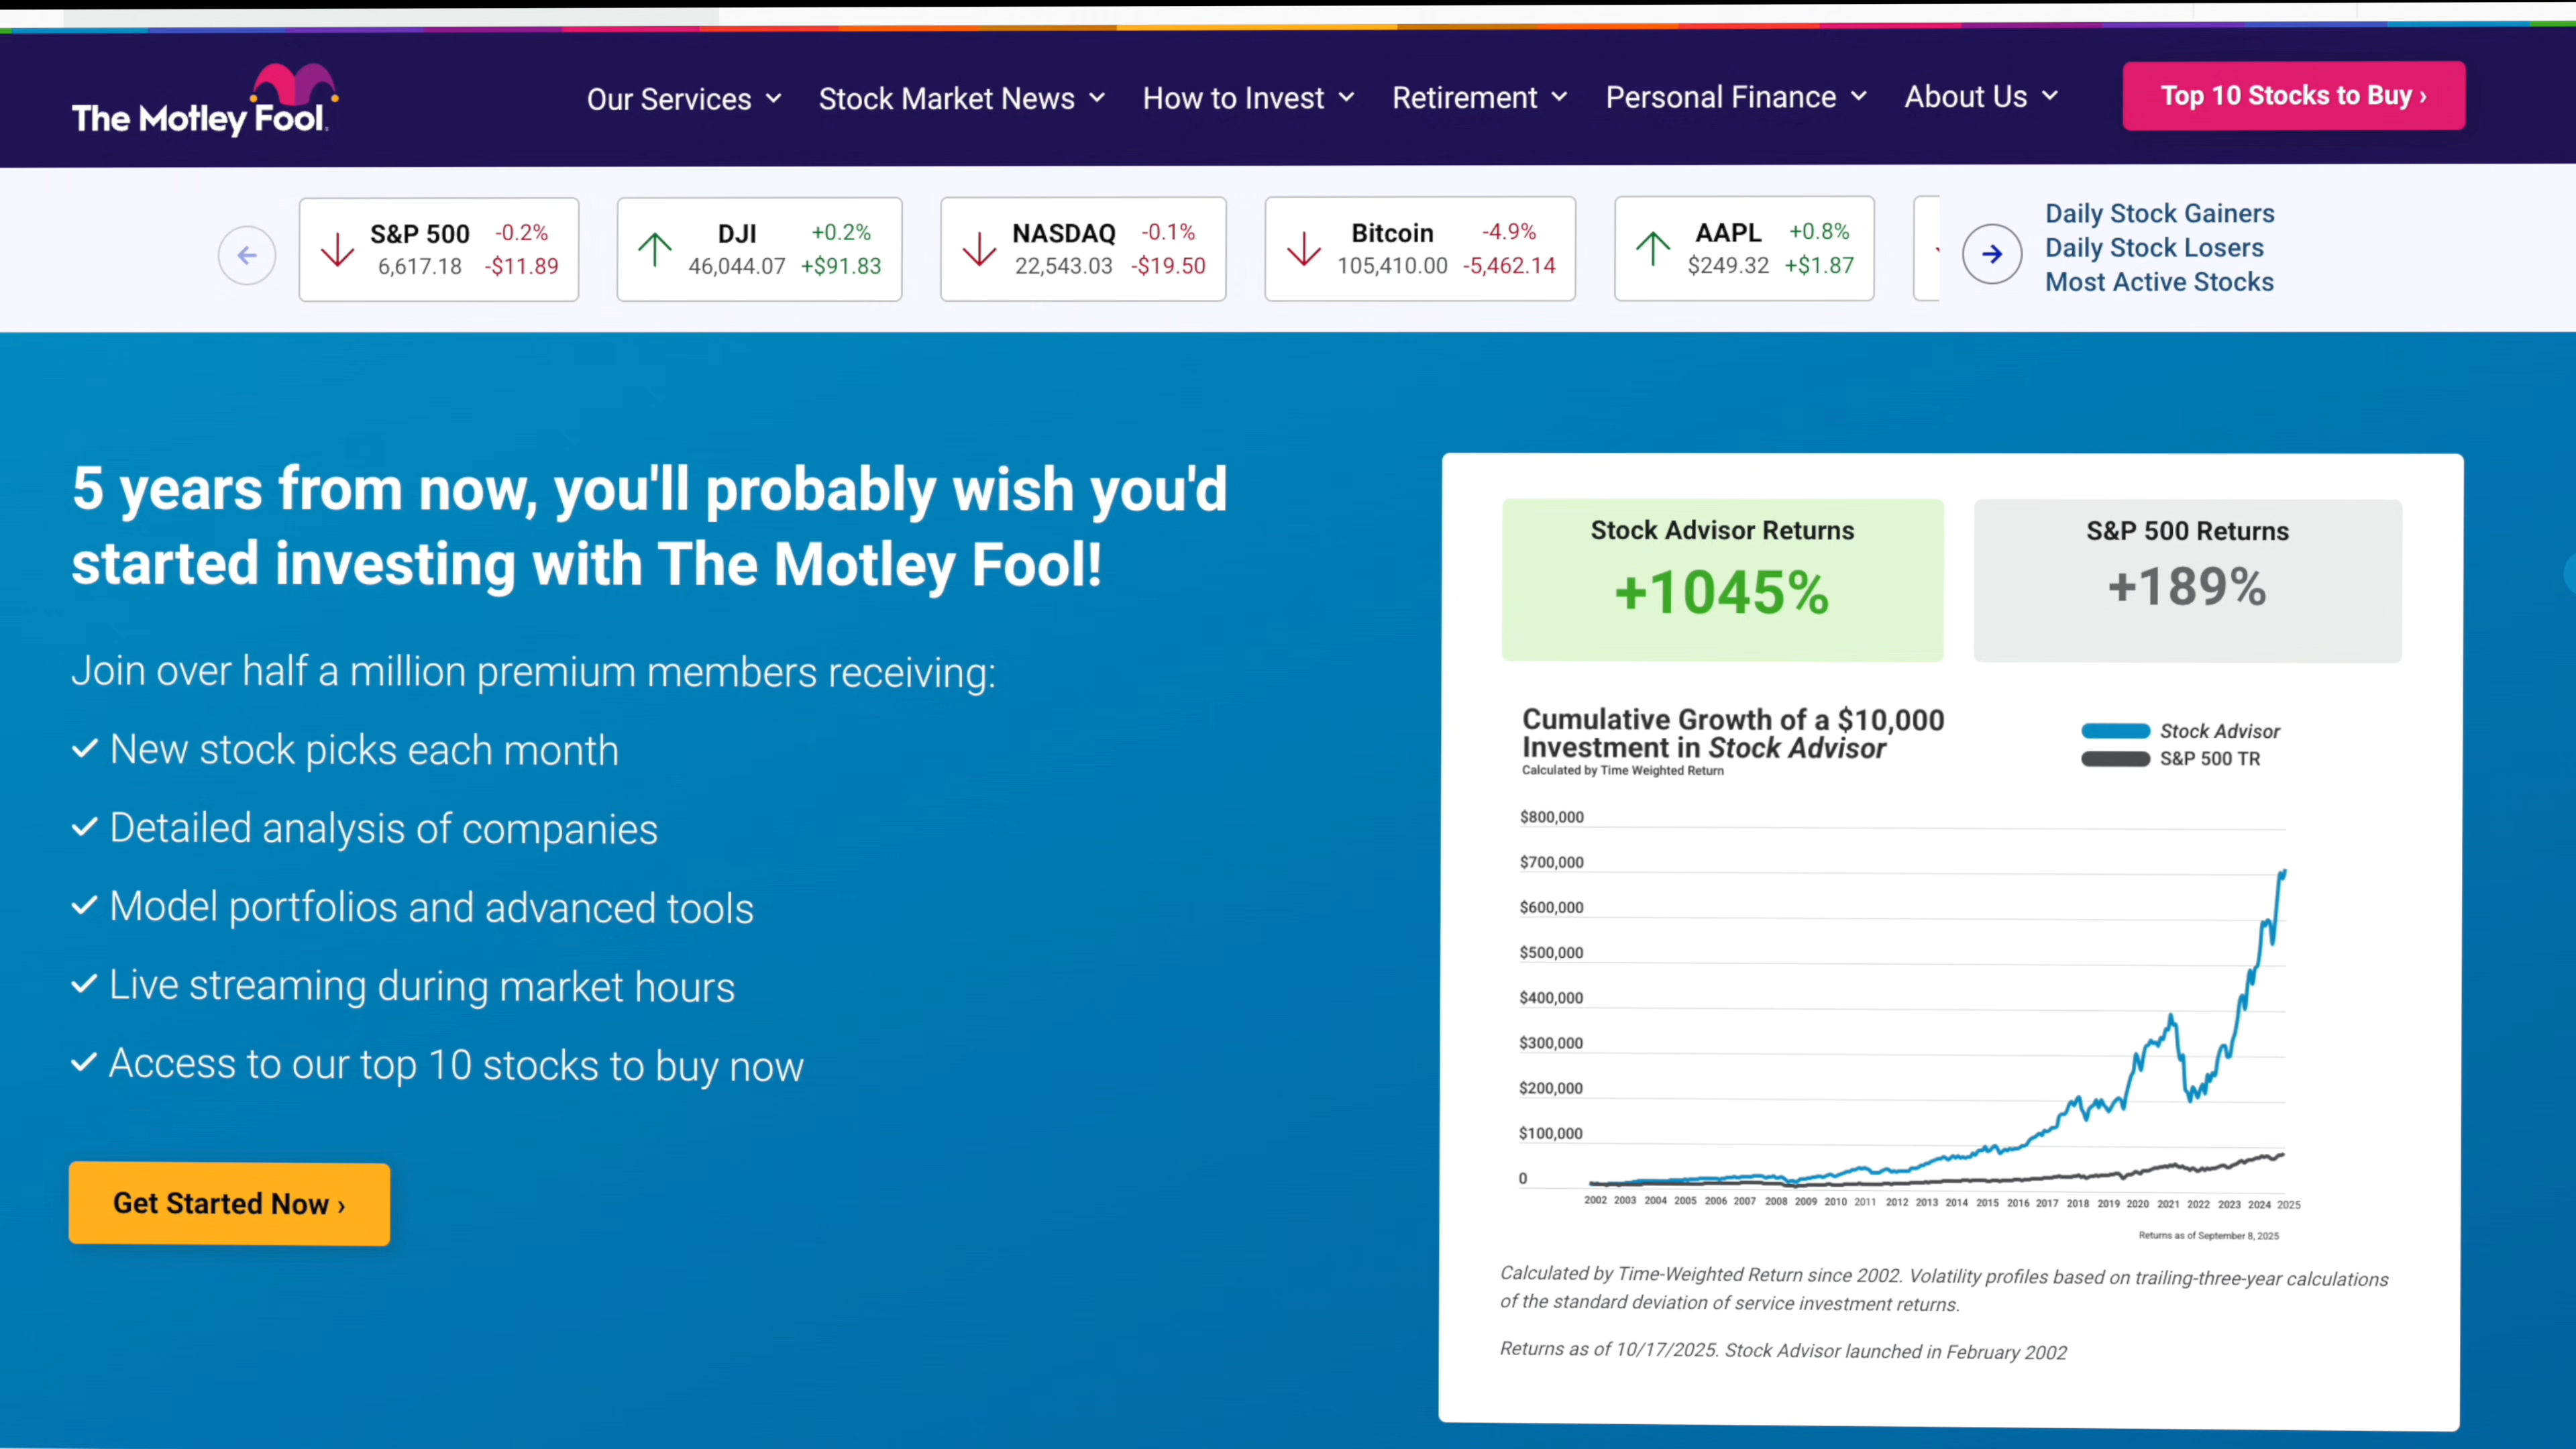 The Motley Fool.
Our Services
Stock Market News
How to Invest
Retirement
Personal Finance
About Us
Top 10 Stocks to Buy ›
S&P 500 -0.2%
6,617.18 -$11.89
DJI +0.2%
46,044.07 +$91.83
NASDAQ -0.1%
22,543.03 -$19.50
Bitcoin -4.9%
105,410.00 -5,462.14
AAPL +0.8%
$249.32 +$1.87
Daily Stock Gainers
Daily Stock Losers
Most Active Stocks
5 years from now, you'll probably wish you'd
started investing with The Motley Fool!
Join over half a million premium members receiving:
New stock picks each month
Detailed analysis of companies
Model portfolios and advanced tools
Live streaming during market hours
Access to our top 10 stocks to buy now
Get Started Now ›
Stock Advisor Returns
+1045%
S&P 500 Returns
+189%
Cumulative Growth of a $10,000
Investment in Stock Advisor
Calculated by Time Weighted Return
Stock Advisor
S&P 500 TR
$800,000
$700,000
$600,000
$500,000
$400,000
$300,000
$200,000
$100,000
0
2002 2003 2004 2005 2006 2007 2008 2009 2010 2011 2012 2013 2014 2015 2016 2017 2018 2019 2020 2021 2022 2023 2024 2025
Returns as of September 8, 2025
Calculated by Time-Weighted Return since 2002. Volatility profiles based on trailing-three-year calculations
of the standard deviation of service investment returns.
Returns as of 10/17/2025. Stock Advisor launched in February 2002